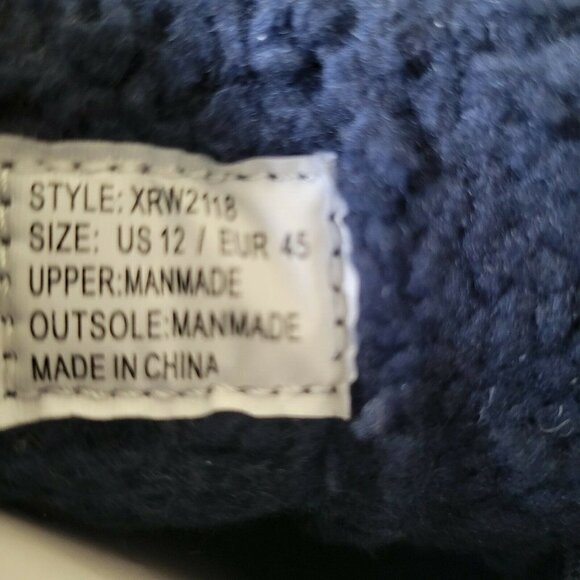 STYLE: XRW2118
SIZE: US 12 / EUR 45
UPPER:MANMADE
OUTSOLE:MANMADE
MADE IN CHINA